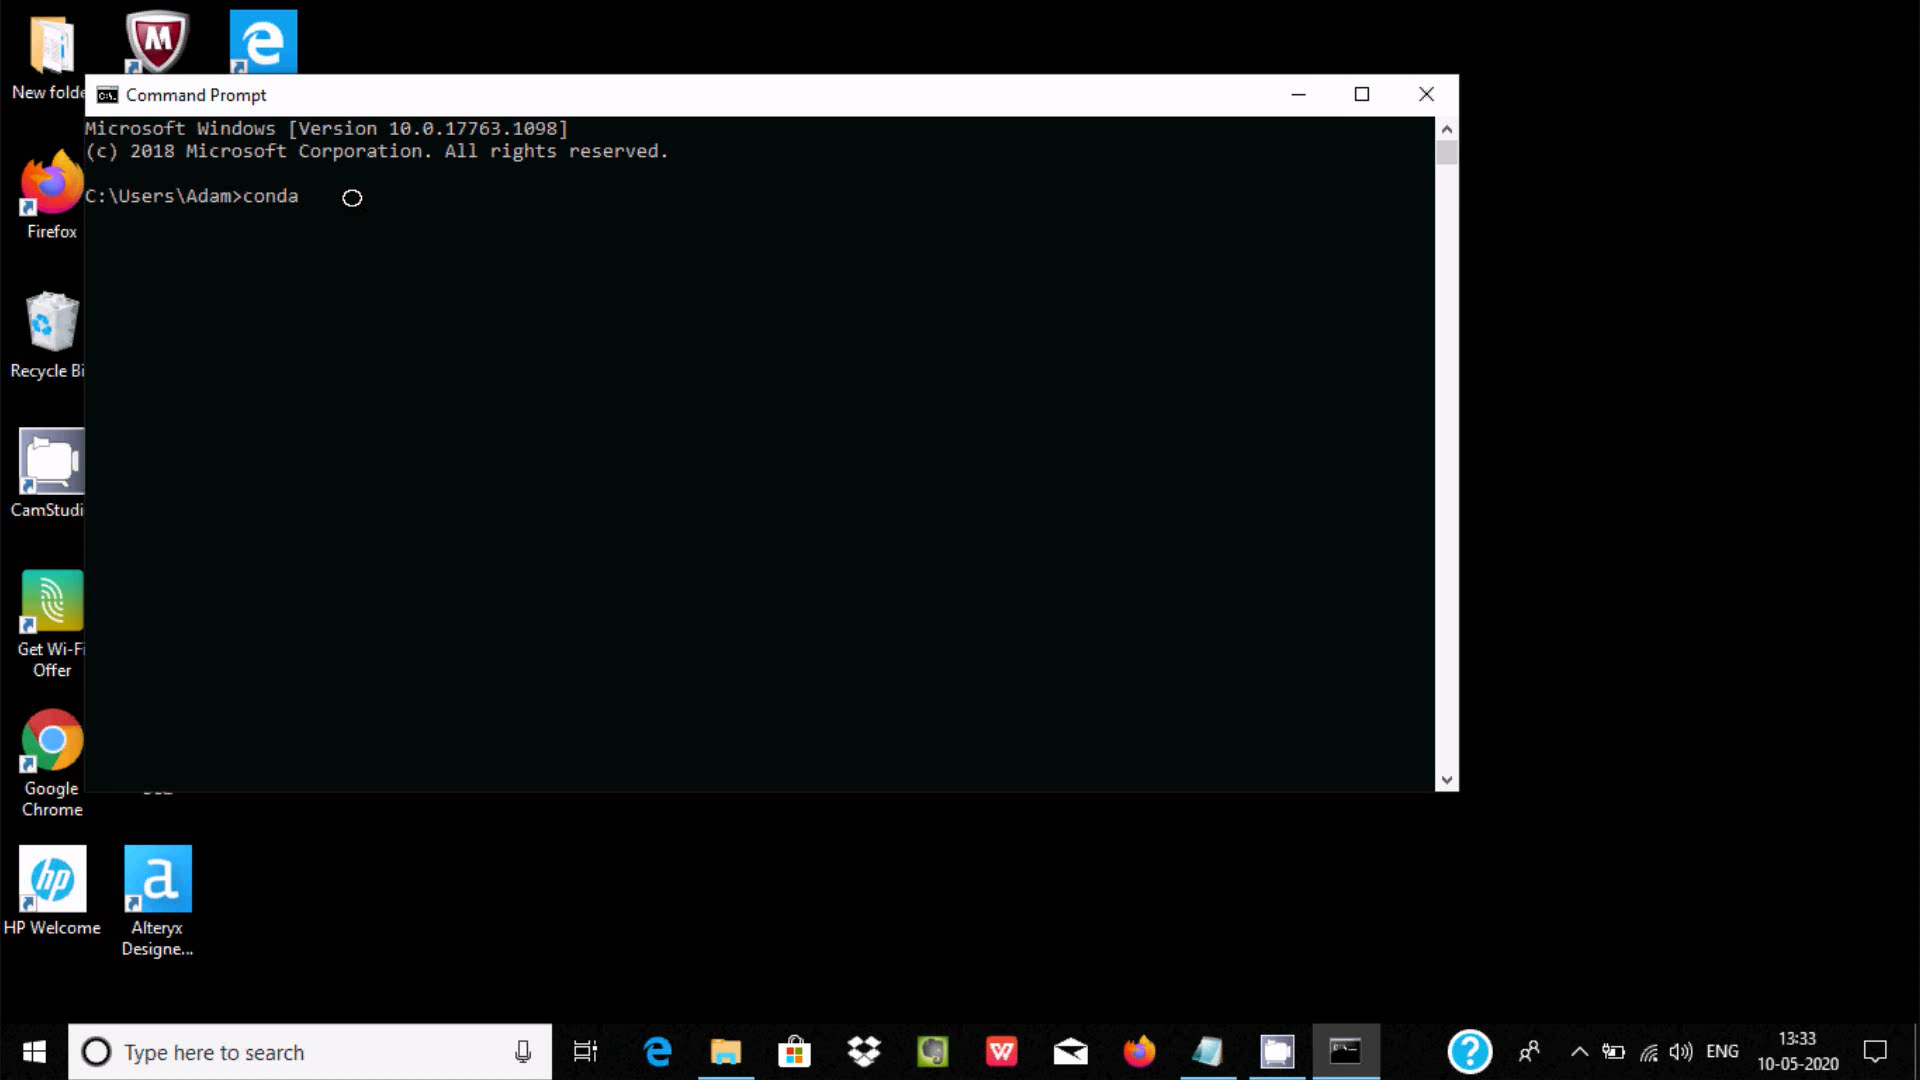 New folde
Command Prompt
Microsoft Windows [Version 10.0.17763.1098]
(c) 2018 Microsoft Corporation. All rights reserved.
C:\Users\Adam>conda
Firefox
Recycle Bi
CamStudi
Get Wi-Fi
Offer
Google
Chrome
HP Welcome
Alteryx
Designe...
Type here to search
ENG
13:33
10-05-2020